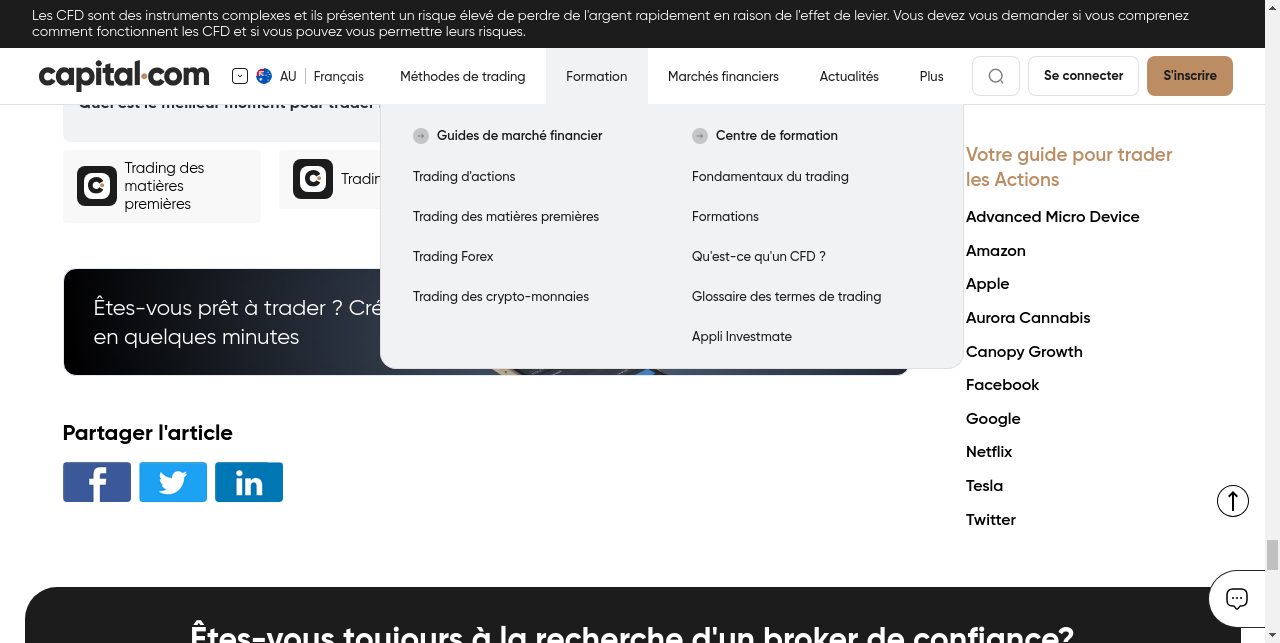 Les CFD sont des instruments complexes et ils présentent un risque élevé de perdre de l'argent rapidement en raison de l'effet de levier. Vous devez vous demander si vous comprenez
comment fonctionnent les CFD et si vous pouvez vous permettre leurs risques.
capital.com
AU Français
Méthodes de trading
Formation
Marchés financiers
Actualités
Plus
Se connecter
S'inscrire
Quel est le meilleur moment pour trader
Guides de marché financier
Trading d'actions
Trading des matières premières
Trading Forex
Trading des crypto-monnaies
Centre de formation
Fondamentaux du trading
Formations
Qu'est-ce qu'un CFD ?
Glossaire des termes de trading
Appli Investmate
Trading des
matières
premières
Êtes-vous prêt à trader ?
en quelques minutes
Partager l'article
Votre guide pour trader
les Actions
Advanced Micro Device
Amazon
Apple
Aurora Cannabis
Canopy Growth
Facebook
Google
Netflix
Tesla
Twitter
Êtes-vous toujours à la recherche d'un broker de confiance?